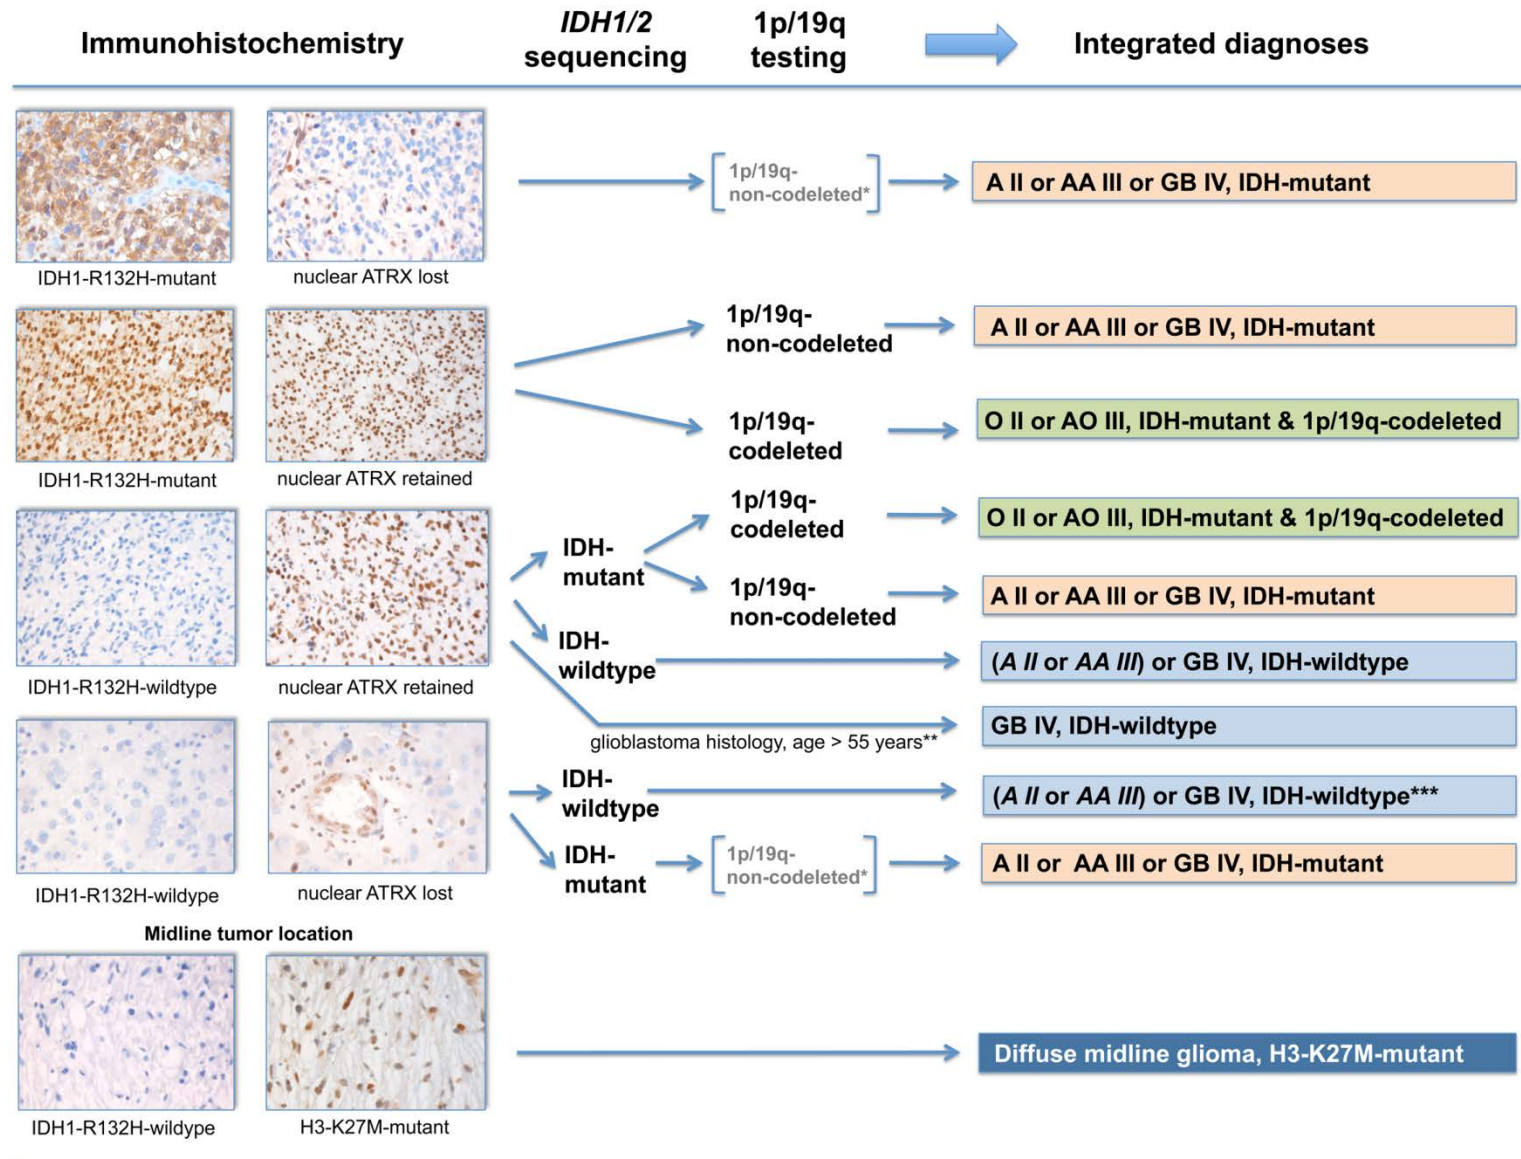 Immunohistochemistry
IDH1/2
sequencing
1p/19q
testing
Integrated diagnoses
IDH1-R132H-mutant
nuclear ATRX lost
1p/19q-
non-codeleted*
A II or AA III or GB IV, IDH-mutant
IDH1-R132H-mutant
nuclear ATRX retained
1p/19q-
non-codeleted
A II or AA III or GB IV, IDH-mutant
1p/19q-
codeleted
O II or AO III, IDH-mutant & 1p/19q-codeleted
IDH1-R132H-wildtype
nuclear ATRX retained
IDH-
mutant
1p/19q-
codeleted
O II or AO III, IDH-mutant & 1p/19q-codeleted
1p/19q-
non-codeleted
A II or AA III or GB IV, IDH-mutant
IDH-
wildtype
(A II or AA III) or GB IV, IDH-wildtype
glioblastoma histology, age > 55 years**
GB IV, IDH-wildtype
IDH1-R132H-wildtype
nuclear ATRX lost
IDH-
wildtype
(A II or AA III) or GB IV, IDH-wildtype***
IDH-
mutant
1p/19q-
non-codeleted*
A II or AA III or GB IV, IDH-mutant
Midline tumor location
IDH1-R132H-wildype
H3-K27M-mutant
Diffuse midline glioma, H3-K27M-mutant